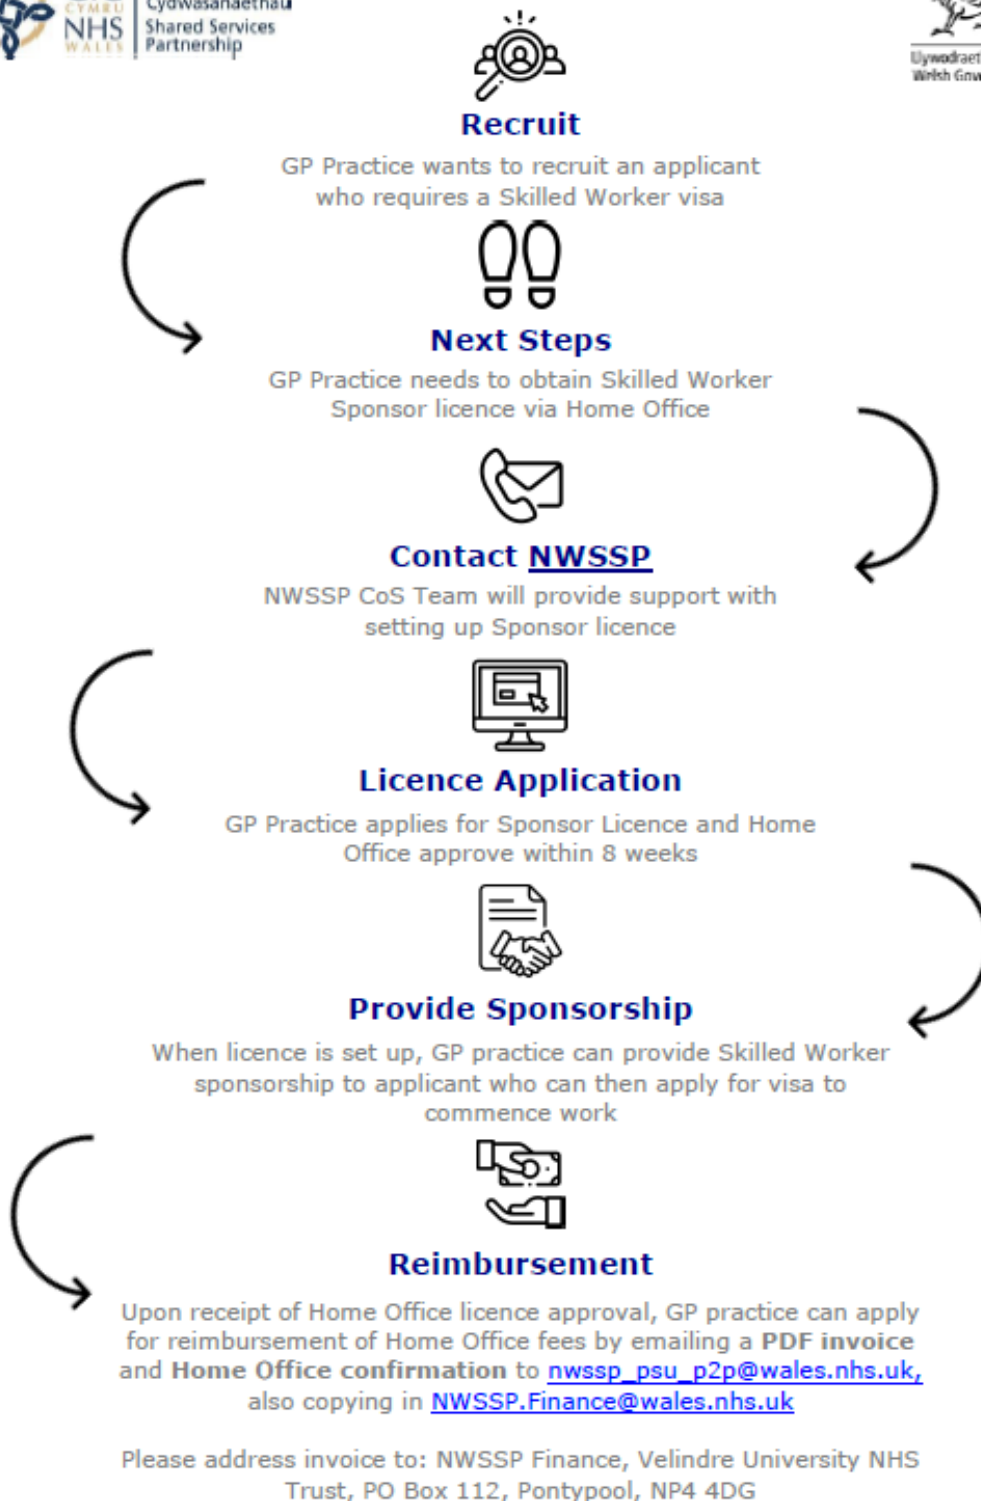 Cydwasanaethau
CYMRU
NHS
WALES
Shared Services
Partnership
Welsh Gove
Recruit
GP Practice wants to recruit an applicant
who requires a Skilled Worker visa
Next Steps
GP Practice needs to obtain Skilled Worker
Sponsor licence via Home Office
Contact NWSSP
NWSSP CoS Team will provide support with
setting up Sponsor licence
Licence Application
GP Practice applies for Sponsor Licence and Home
Office approve within 8 weeks
Provide Sponsorship
When licence is set up, GP practice can provide Skilled Worker
sponsorship to applicant who can then apply for visa to
commence work
Reimbursement
Upon receipt of Home Office licence approval, GP practice can apply
for reimbursement of Home Office fees by emailing a PDF invoice
and Home Office confirmation to nwssp_psu_p2p@wales.nhs.uk,
also copying in NWSSP.Finance@wales.nhs.uk
Please address invoice to: NWSSP Finance, Velindre University NHS
Trust, PO Box 112, Pontypool, NP4 4DG